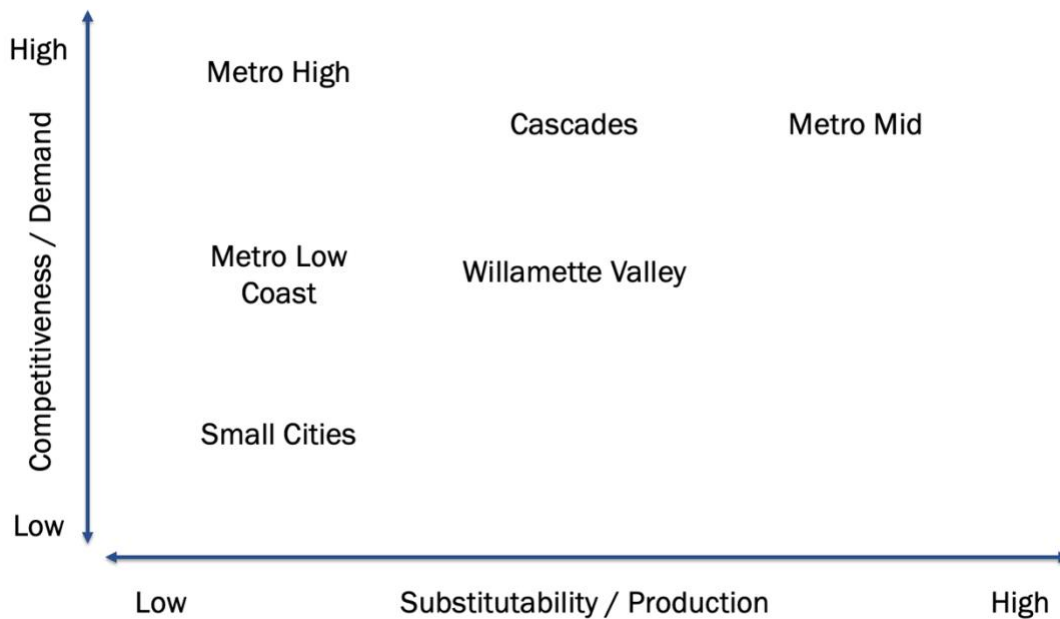 High
Metro High
Cascades
Metro Mid
Competitiveness / Demand
Metro Low
Coast
Willamette Valley
Small Cities
Low
Low
Substitutability / Production
High